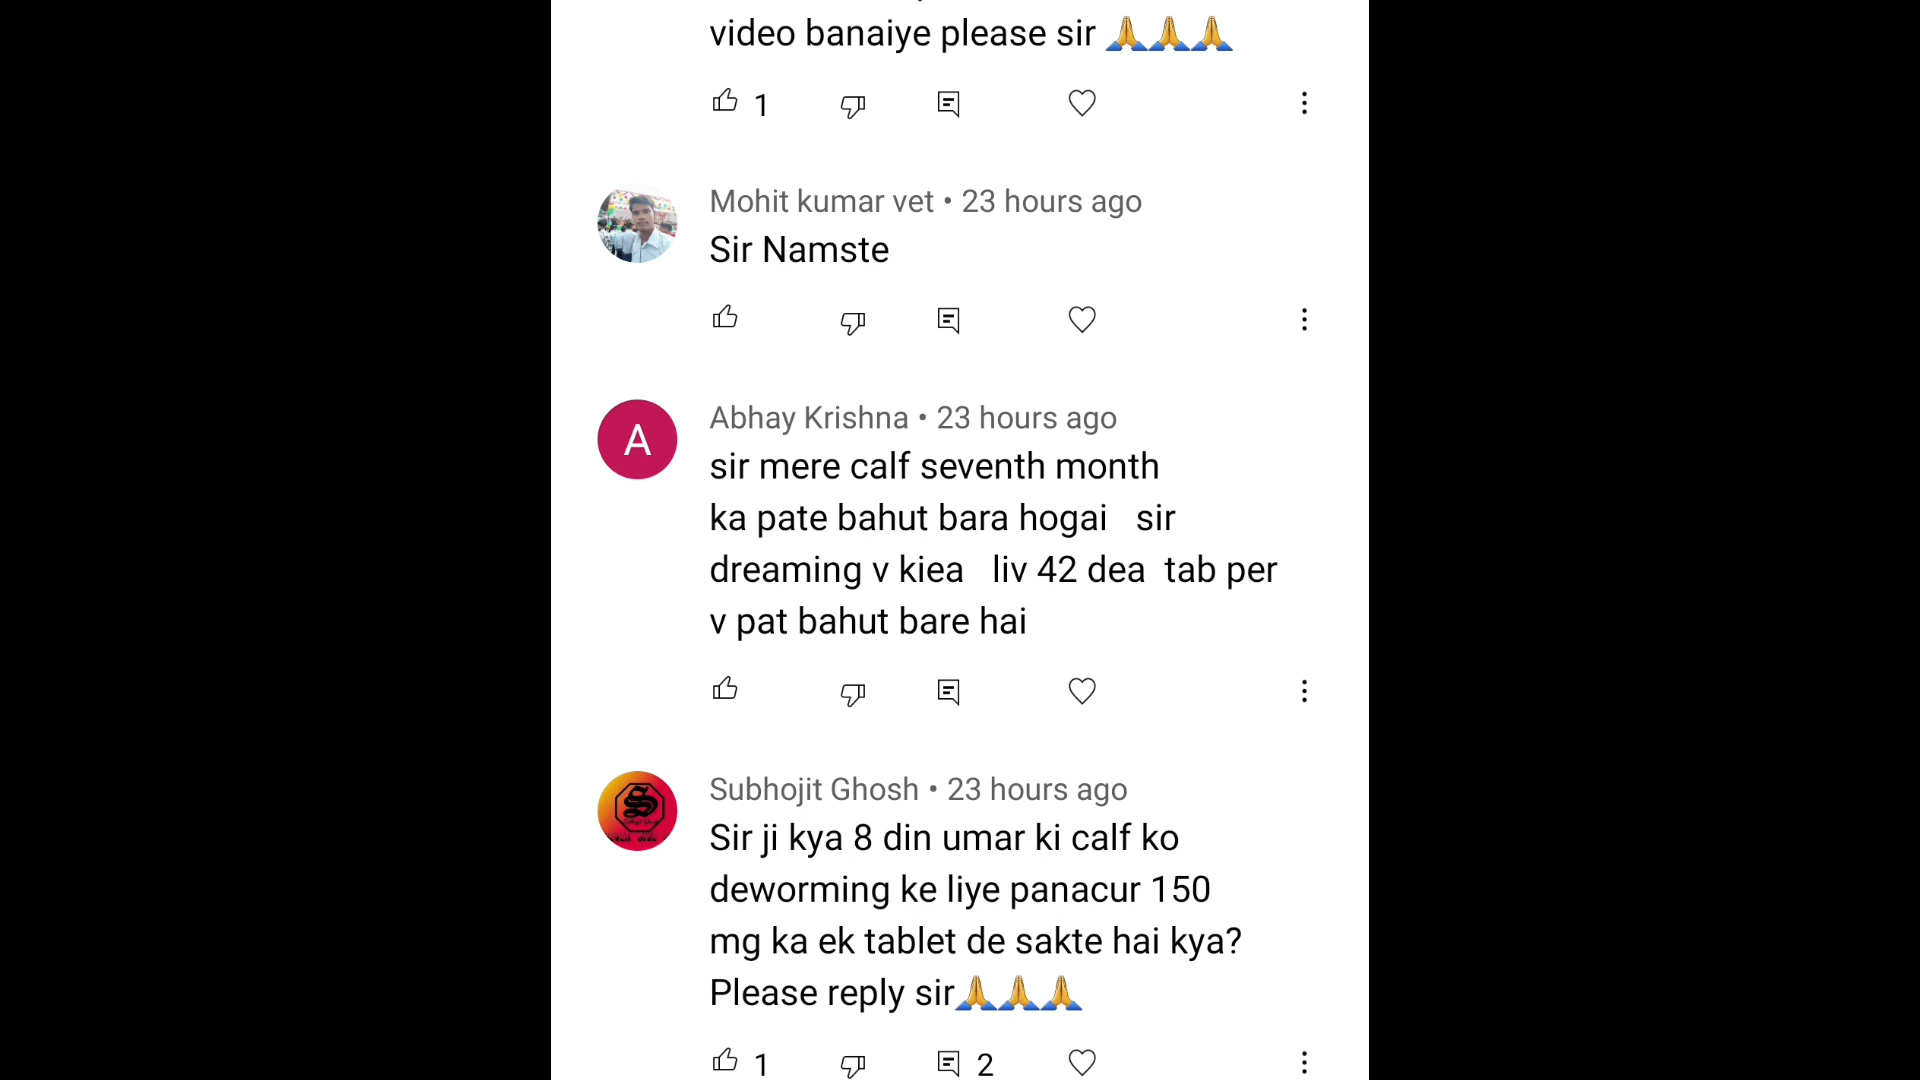 video banaiye please sir 🙏🙏🙏
1
Mohit kumar vet • 23 hours ago
Sir Namste
A
Abhay Krishna • 23 hours ago
sir mere calf seventh month
ka pate bahut bara hogai   sir
dreaming v kiea   liv 42 dea  tab per
v pat bahut bare hai
S
Subhojit Ghosh • 23 hours ago
Sir ji kya 8 din umar ki calf ko
deworming ke liye panacur 150
mg ka ek tablet de sakte hai kya?
Please reply sir🙏🙏🙏
1 2